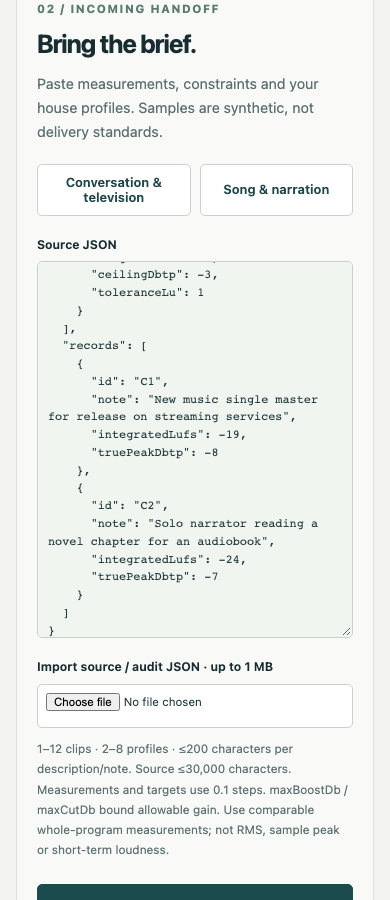 02 / INCOMING HANDOFF
Bring the brief.
Paste measurements, constraints and your
house profiles. Samples are synthetic, not
delivery standards.
Conversation &
television
Song & narration
Source JSON
"ceilingDbtp": -3,
"toleranceLu": 1
}
],
"records": [
{
"id": "C1",
"note": "New music single master
for release on streaming services",
"integratedLufs": -19,
"truePeakDbtp": -8
},
{
"id": "C2",
"note": "Solo narrator reading a
novel chapter for an audiobook",
"integratedLufs": -24,
"truePeakDbtp": -7
}
]
}
Import source / audit JSON · up to 1 MB
Choose file No file chosen
1–12 clips · 2–8 profiles · ≤200 characters per
description/note. Source ≤30,000 characters.
Measurements and targets use 0.1 steps. maxBoostDb /
maxCutDb bound allowable gain. Use comparable
whole-program measurements; not RMS, sample peak
or short-term loudness.